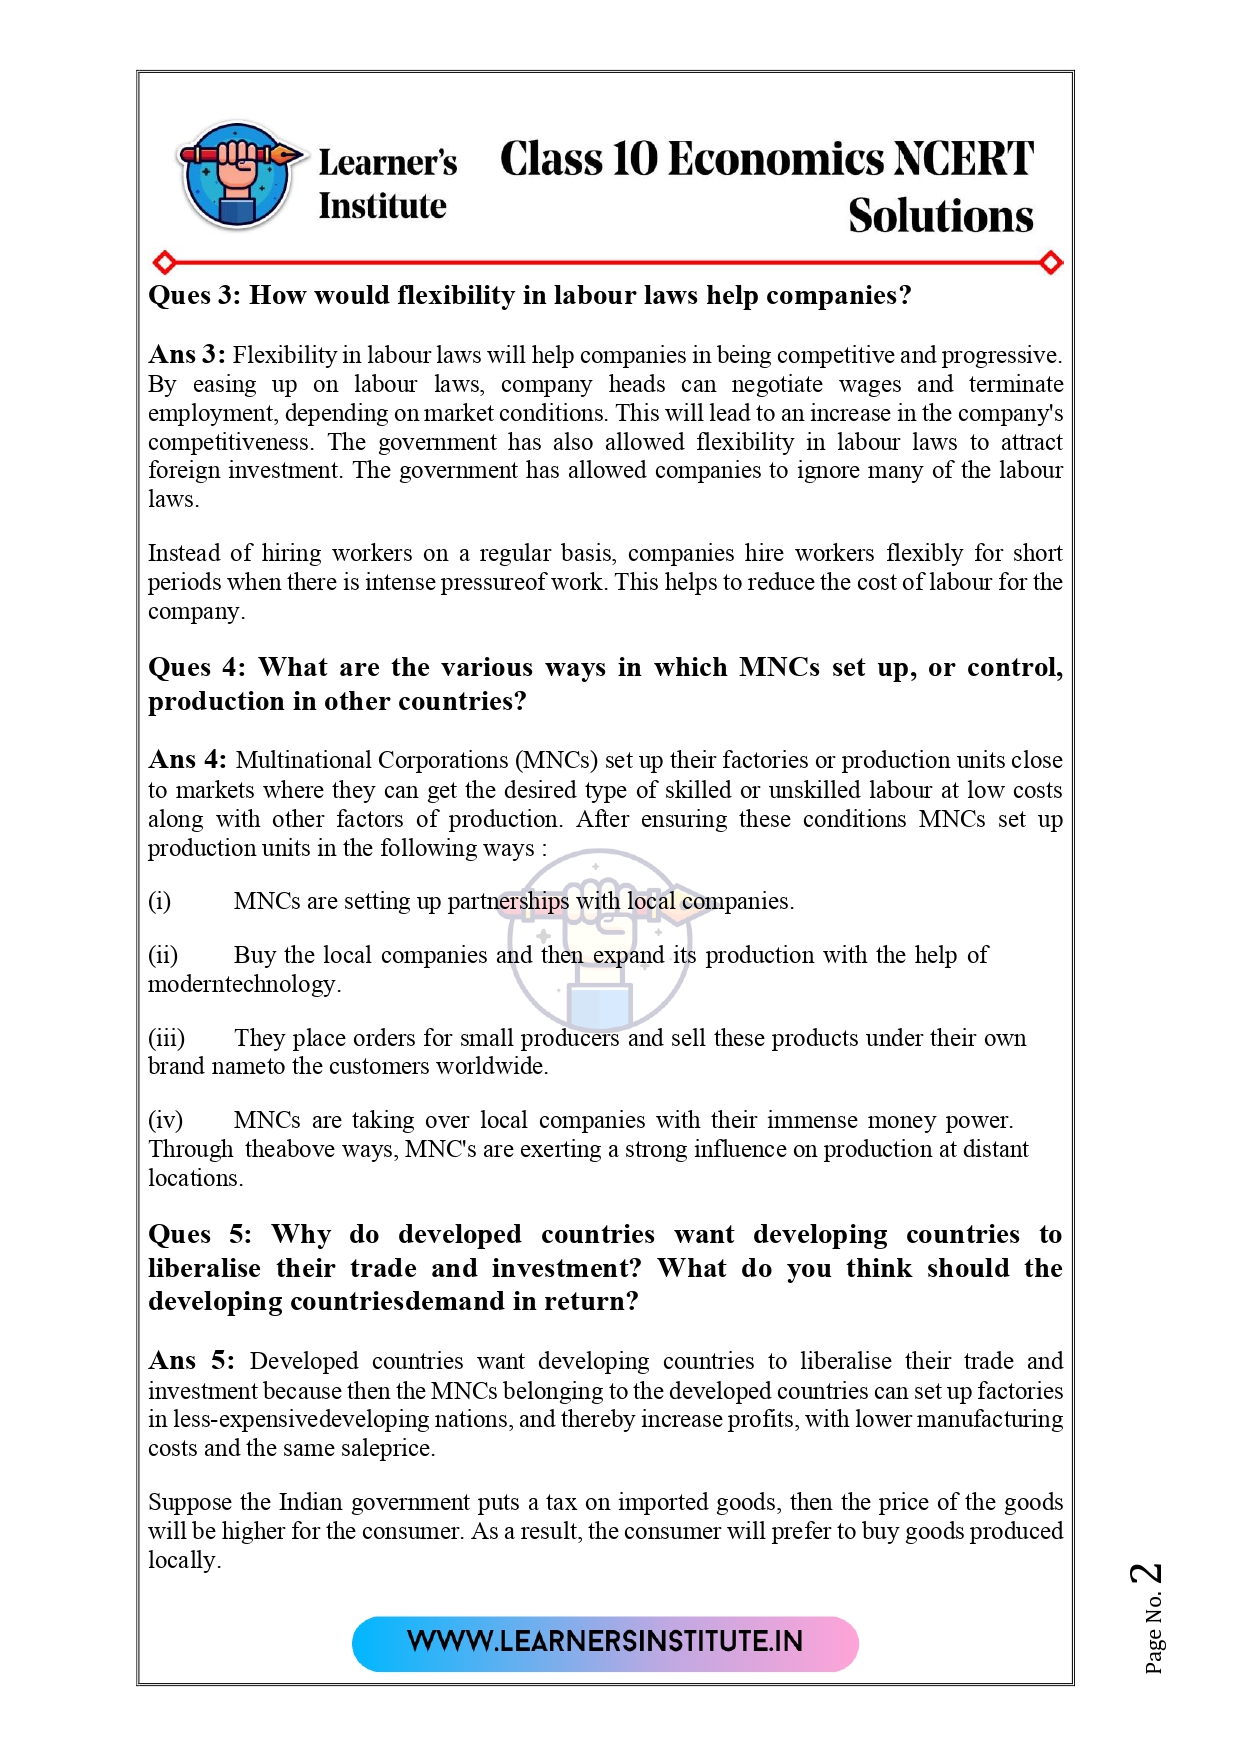 Learner's
Institute
Class 10 Economics NCERT
Solutions
Ques 3: How would flexibility in labour laws help companies?
Ans 3: Flexibility in labour laws will help companies in being competitive and progressive.
By easing up on labour laws, company heads can negotiate wages and terminate
employment, depending on market conditions. This will lead to an increase in the company's
competitiveness. The government has also allowed flexibility in labour laws to attract
foreign investment. The government has allowed companies to ignore many of the labour
laws.
Instead of hiring workers on a regular basis, companies hire workers flexibly for short
periods when there is intense pressureof work. This helps to reduce the cost of labour for the
company.
Ques 4: What are the various ways in which MNCs set up, or control,
production in other countries?
Ans 4: Multinational Corporations (MNCs) set up their factories or production units close
to markets where they can get the desired type of skilled or unskilled labour at low costs
along with other factors of production. After ensuring these conditions MNCs set up
production units in the following ways :
(i) MNCs are setting up partnerships with local companies.
(ii) Buy the local companies and then expand its production with the help of
moderntechnology.
(iii) They place orders for small producers and sell these products under their own
brand nameto the customers worldwide.
(iv) MNCs are taking over local companies with their immense money power.
Through theabove ways, MNC's are exerting a strong influence on production at distant
locations.
Ques 5: Why do developed countries want developing countries to
liberalise their trade and investment? What do you think should the
developing countriesdemand in return?
Ans 5: Developed countries want developing countries to liberalise their trade and
investment because then the MNCs belonging to the developed countries can set up factories
in less-expensivedeveloping nations, and thereby increase profits, with lower manufacturing
costs and the same saleprice.
Suppose the Indian government puts a tax on imported goods, then the price of the goods
will be higher for the consumer. As a result, the consumer will prefer to buy goods produced
locally.
WWW.LEARNERSINSTITUTE.IN
Page No. 2